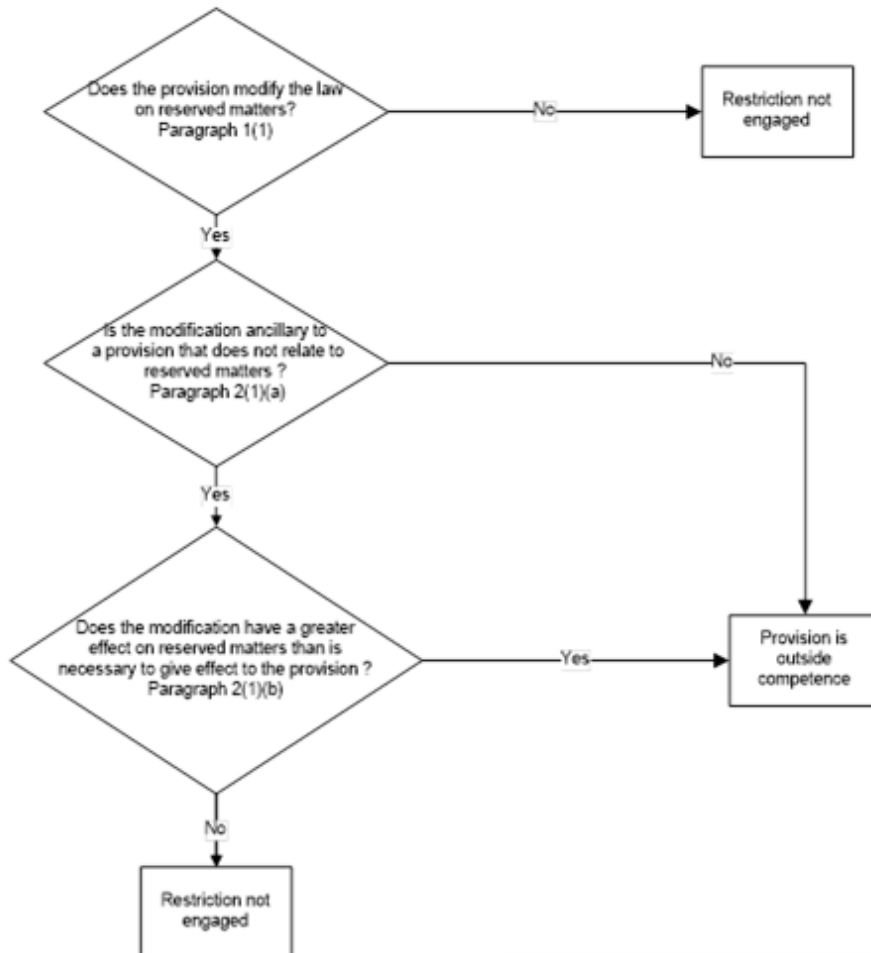 Does the provision modify the law
on reserved matters?
Paragraph 1(1)
No
Restriction not
engaged
Yes
Is the modification ancillary to
a provision that does not relate to
reserved matters ?
Paragraph 2(1)(a)
No
Yes
Does the modification have a greater
effect on reserved matters than is
necessary to give effect to the provision ?
Paragraph 2(1)(b)
Yes
Provision is
outside
competence
No
Restriction not
engaged